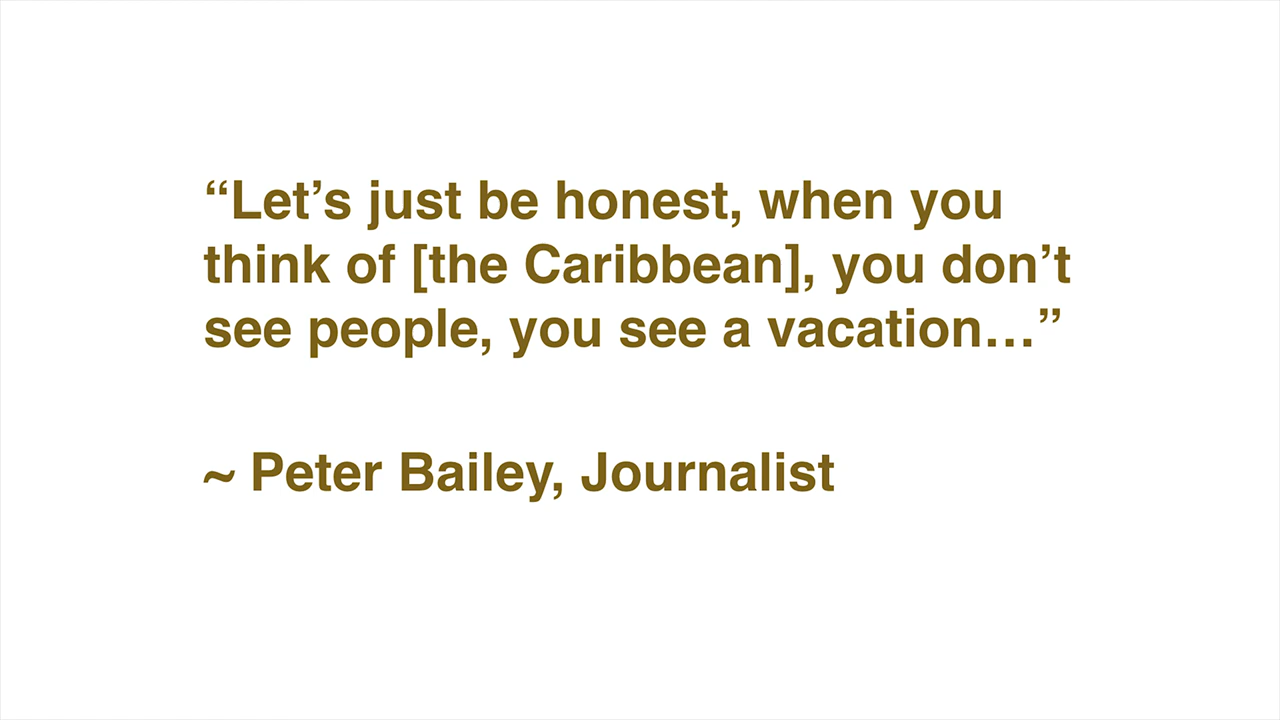 “Let’s just be honest, when you
think of [the Caribbean], you don’t
see people, you see a vacation…”
~ Peter Bailey, Journalist